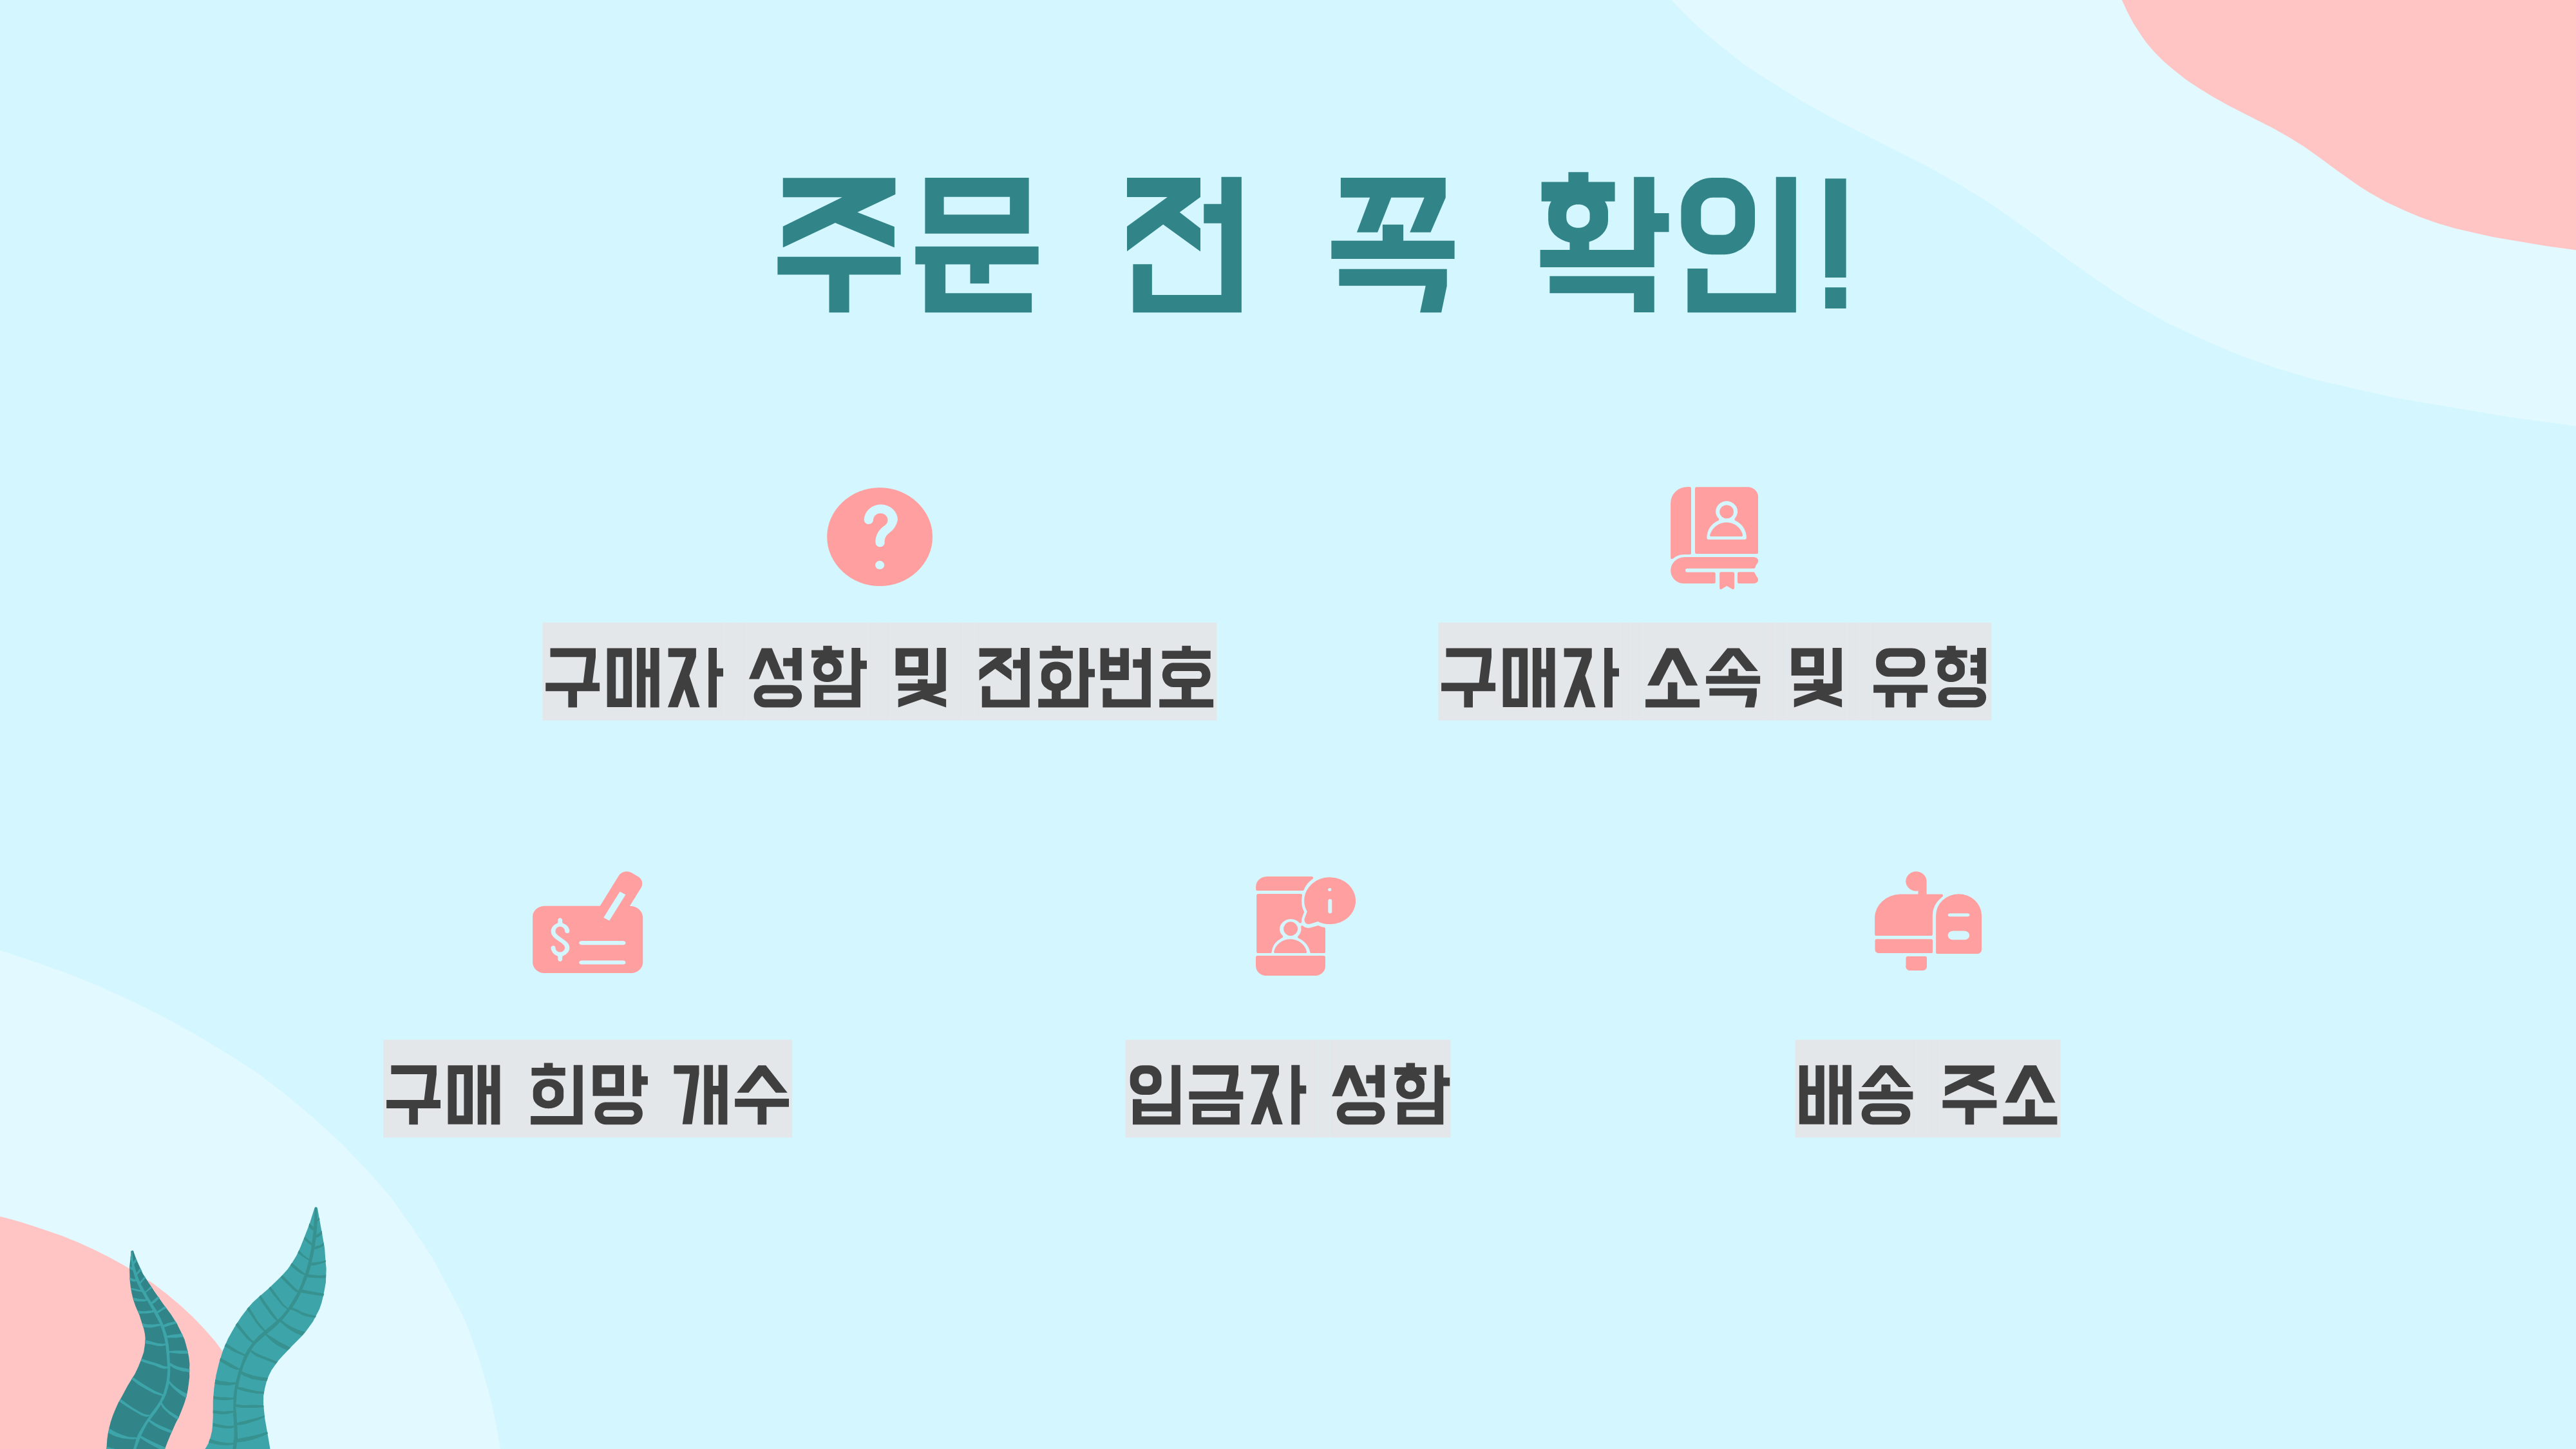 주문 전 꼭 확인!
구매자 성함 및 전화번호
구매자 소속 및 유형
구매 희망 개수
입금자 성함
배송 주소